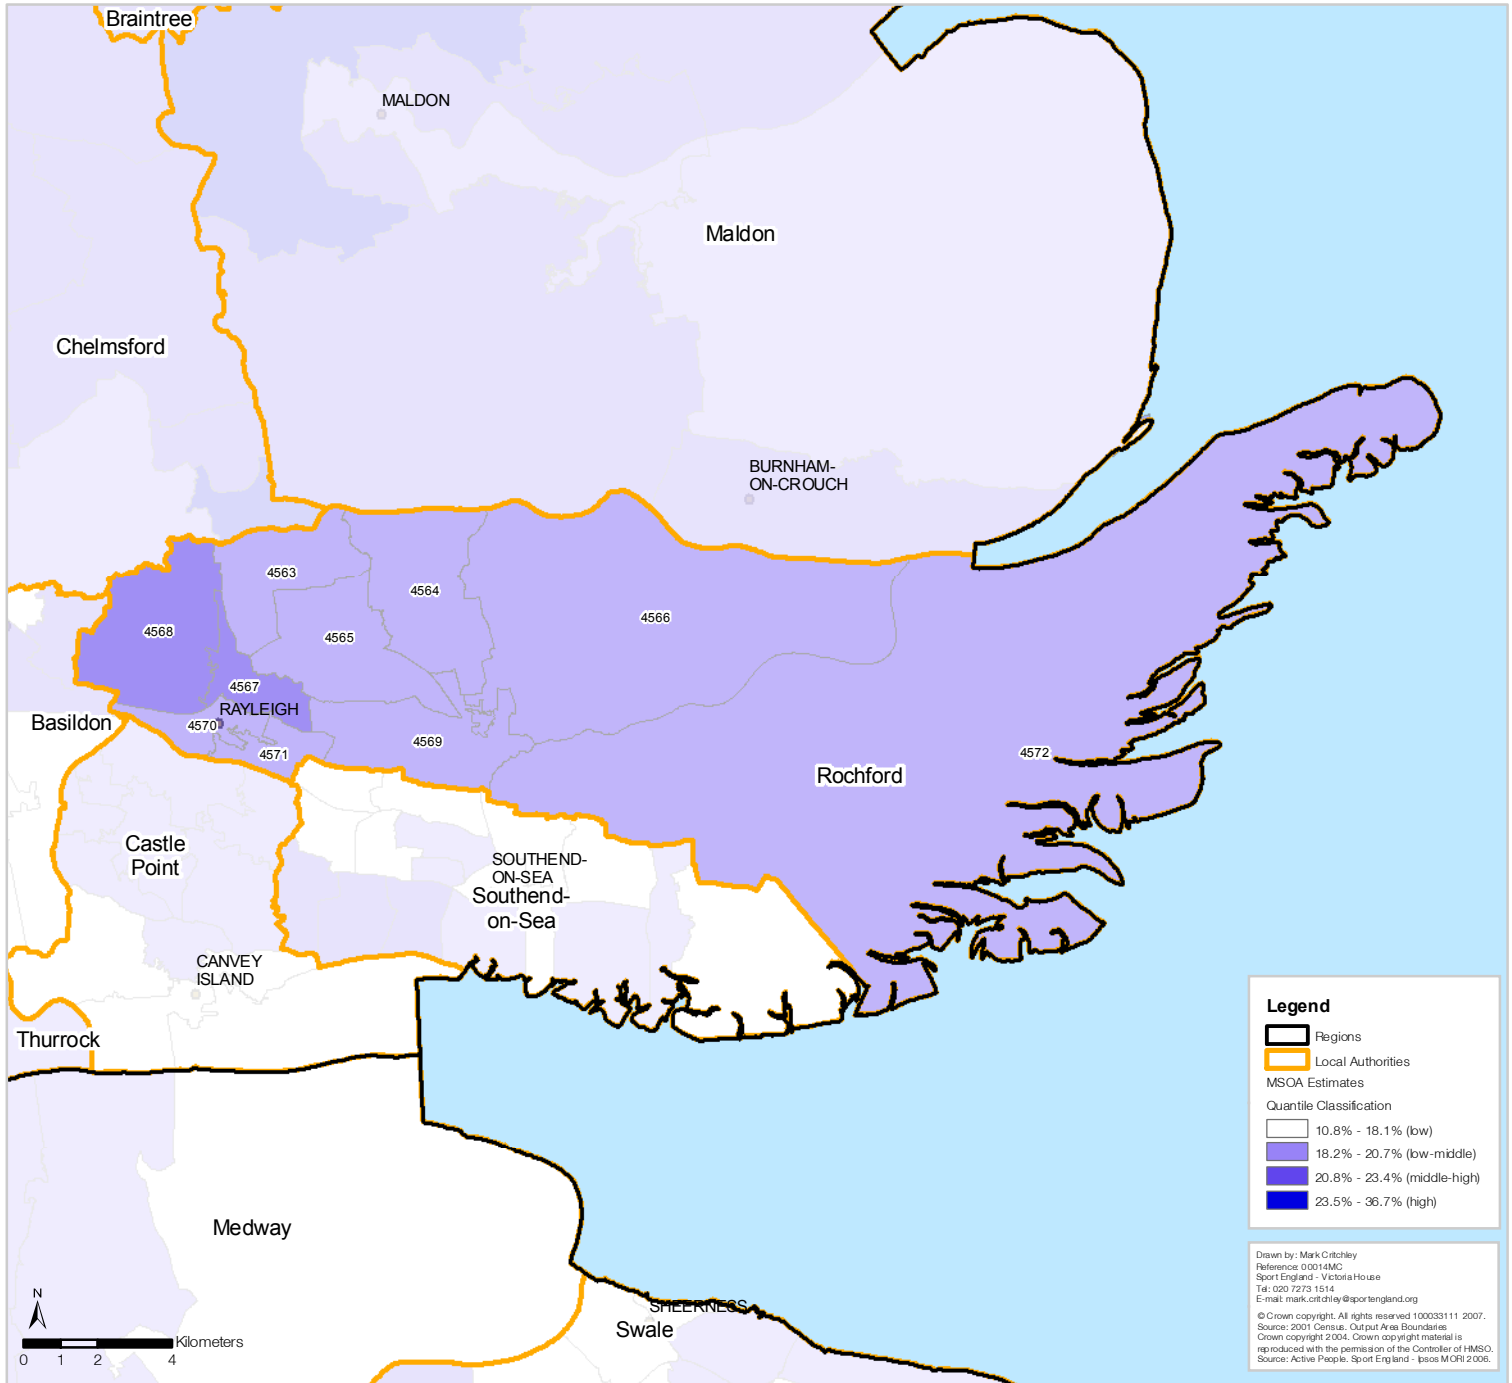 Braintree
MALDON
Maldon
Chelmsford
BURNHAM-
ON-CROUCH
4563
4564
4566
4568
4565
4567
RAYLEIGH
Basildon
4570
4569
4571
4572
Rochford
Castle
Point
SOUTHEND-
ON-SEA
Southend-
on-Sea
CANVEY
ISLAND
Thurrock
Medway
SHEERNESS
Swale
N
Kilometers
0 1 2 4
Legend
Regions
Local Authorities
MSOA Estimates
Quantile Classification
10.8% - 18.1% (low)
18.2% - 20.7% (low-middle)
20.8% - 23.4% (middle-high)
23.5% - 36.7% (high)
Drawn by: Mark Critchley
Reference: 00014MC
Sport England - Victoria House
Tel: 020 7273 1514
E-mail: mark.critchley@sportengland.org
© Crown copyright. All rights reserved 100033111 2007.
Source: 2001 Census. Output Area Boundaries
Crown copyright 2004. Crown copyright material is
reproduced with the permission of the Controller of HMSO.
Source: Active People. Sport England - Ipsos MORI 2006.